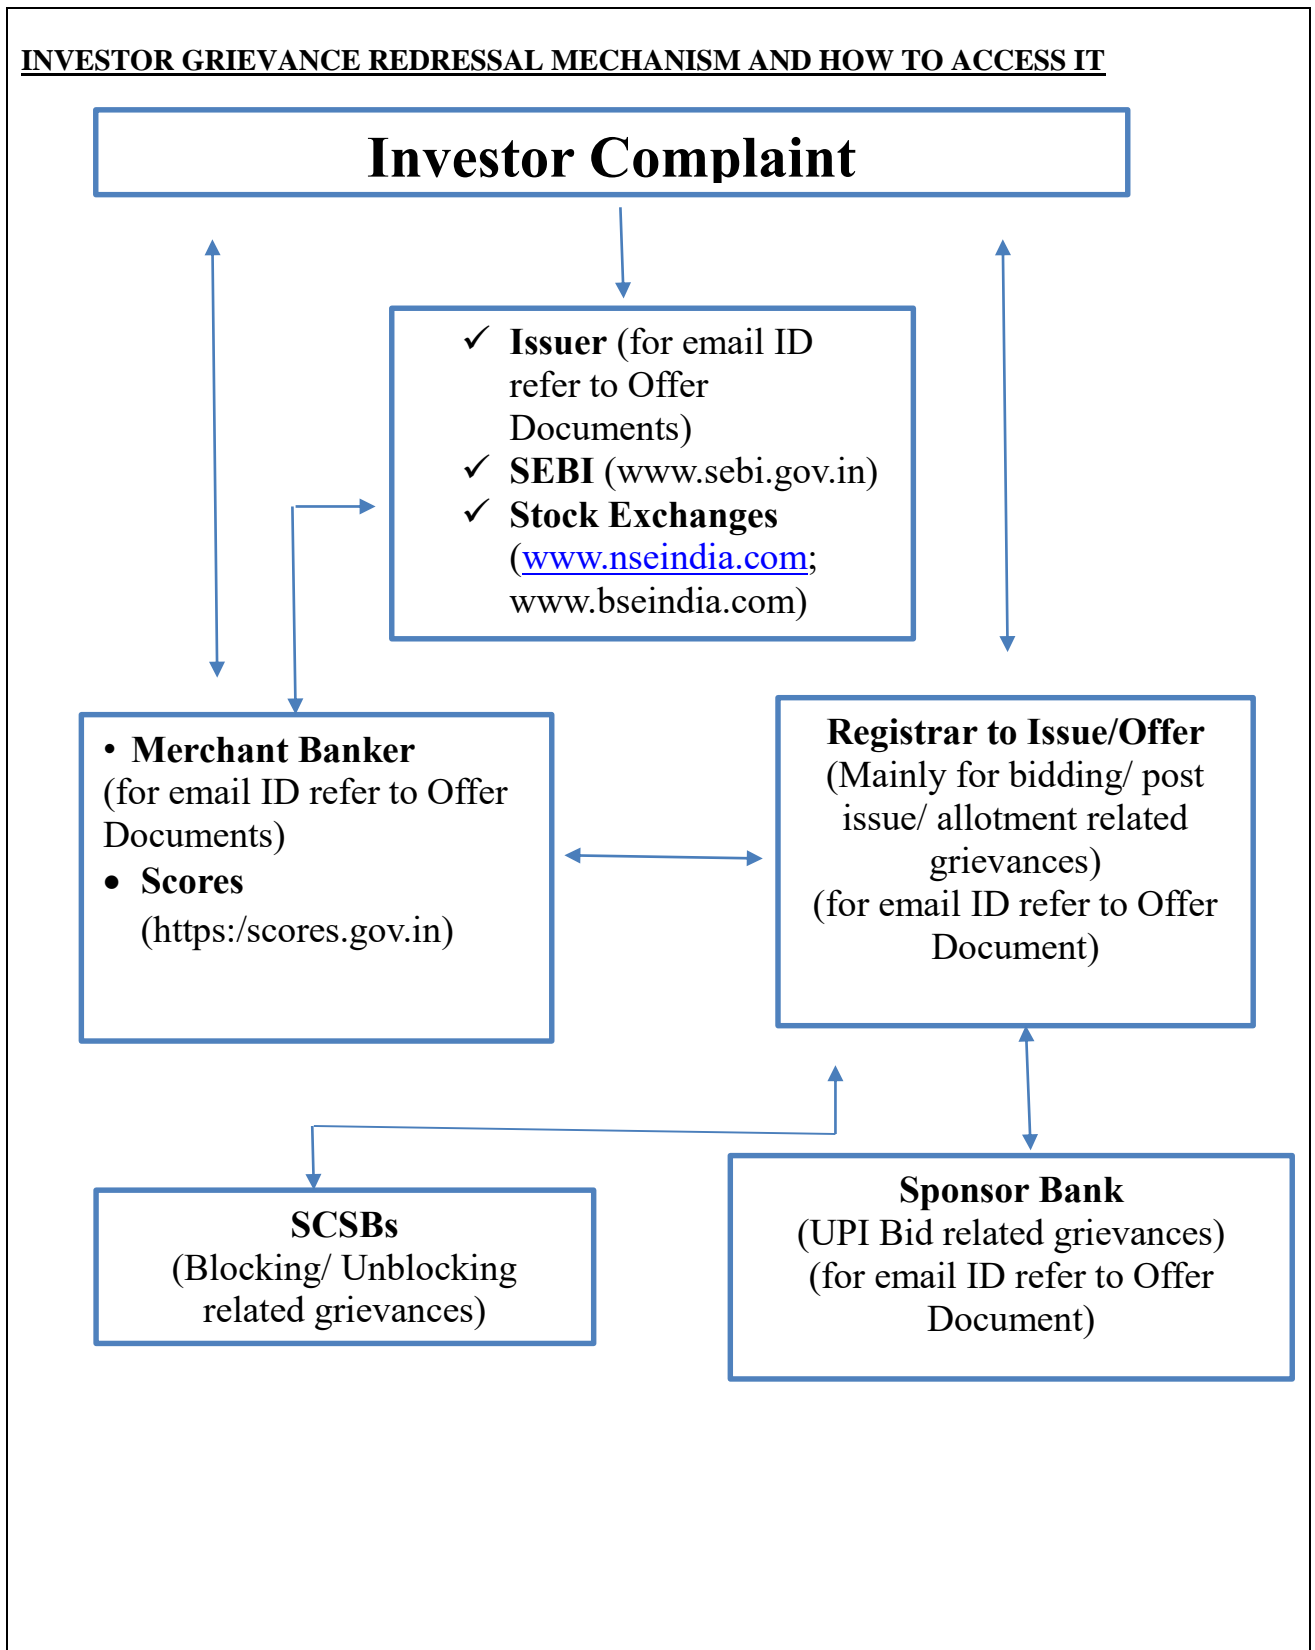 INVESTOR GRIEVANCE REDRESSAL MECHANISM AND HOW TO ACCESS IT
Investor Complaint
✓ Issuer (for email ID
refer to Offer
Documents)
✓ SEBI (www.sebi.gov.in)
✓ Stock Exchanges
(www.nseindia.com;
www.bseindia.com)
• Merchant Banker
(for email ID refer to Offer
Documents)
• Scores
(https:/scores.gov.in)
Registrar to Issue/Offer
(Mainly for bidding/ post
issue/ allotment related
grievances)
(for email ID refer to Offer
Document)
SCSBs
(Blocking/ Unblocking
related grievances)
Sponsor Bank
(UPI Bid related grievances)
(for email ID refer to Offer
Document)